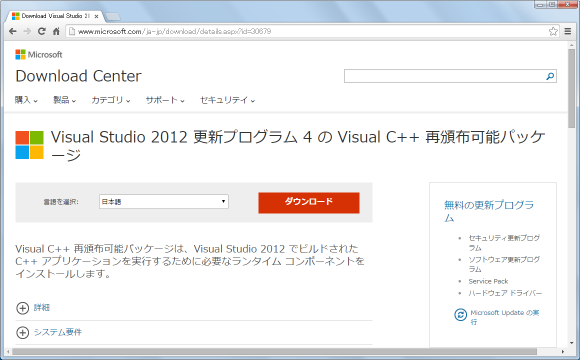 Download Visual Studio 2
www.microsoft.com/ja-jp/download/details.aspx?id=30679
Microsoft
Download Center
購入
製品
カテゴリ
サポート
セキュリティ
Visual Studio 2012 更新プログラム 4 の Visual C++ 再頒布可能パッケ
ージ
言語を選択:
日本語
ダウンロード
Visual C++ 再頒布可能パッケージは、Visual Studio 2012 でビルドされた
C++ アプリケーションを実行するために必要なランタイム コンポーネントを
インストールします。
詳細
システム要件
無料の更新プログラ
ム
セキュリティ更新プログ
ラム
ソフトウェア更新プログ
ラム
Service Pack
ハードウェア ドライバー
Microsoft Update の実
行